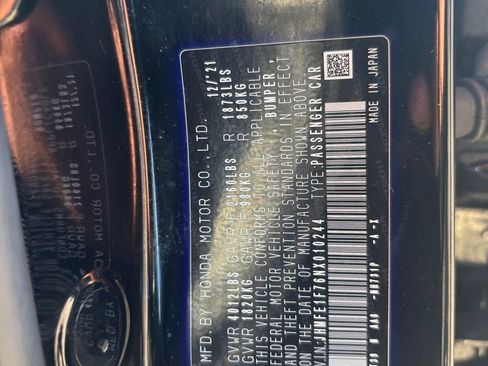 MFD. BY HONDA MOTOR CO., LTD. 12/'21
GVWR 4012LBS GAWR F 2160LBS R 1873LBS
GVWR 1820KG GAWR F 980KG R 850KG
THIS VEHICLE CONFORMS TO ALL APPLICABLE
FEDERAL MOTOR VEHICLE SAFETY, BUMPER,
AND THEFT PREVENTION STANDARDS IN EFFECT
ON THE DATE OF MANUFACTURE SHOWN ABOVE.
V.I.N.:JHMFE1F76NX010244 TYPE:PASSENGER CAR
-A -I MADE IN JAPAN